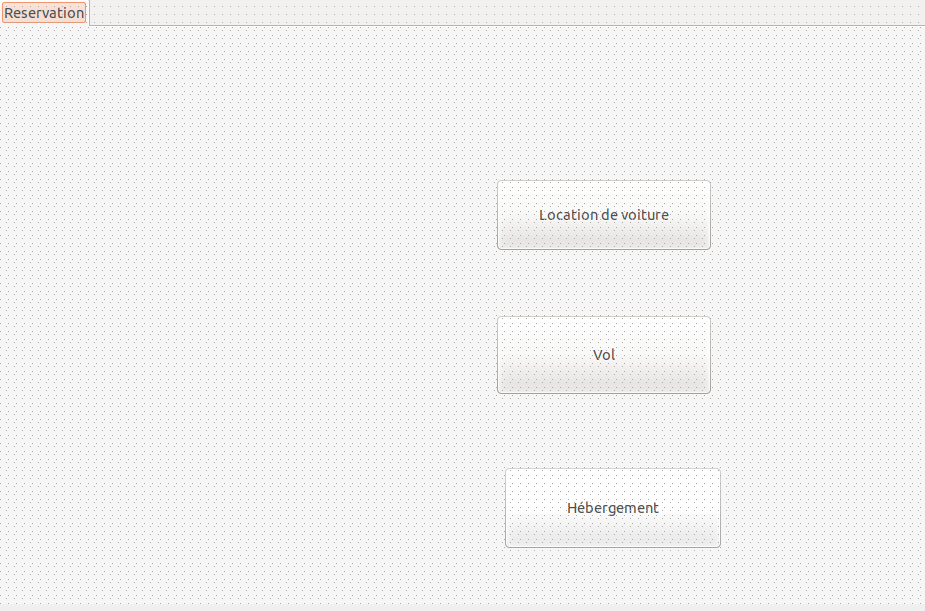 Reservation
Location de voiture
Vol
Hébergement